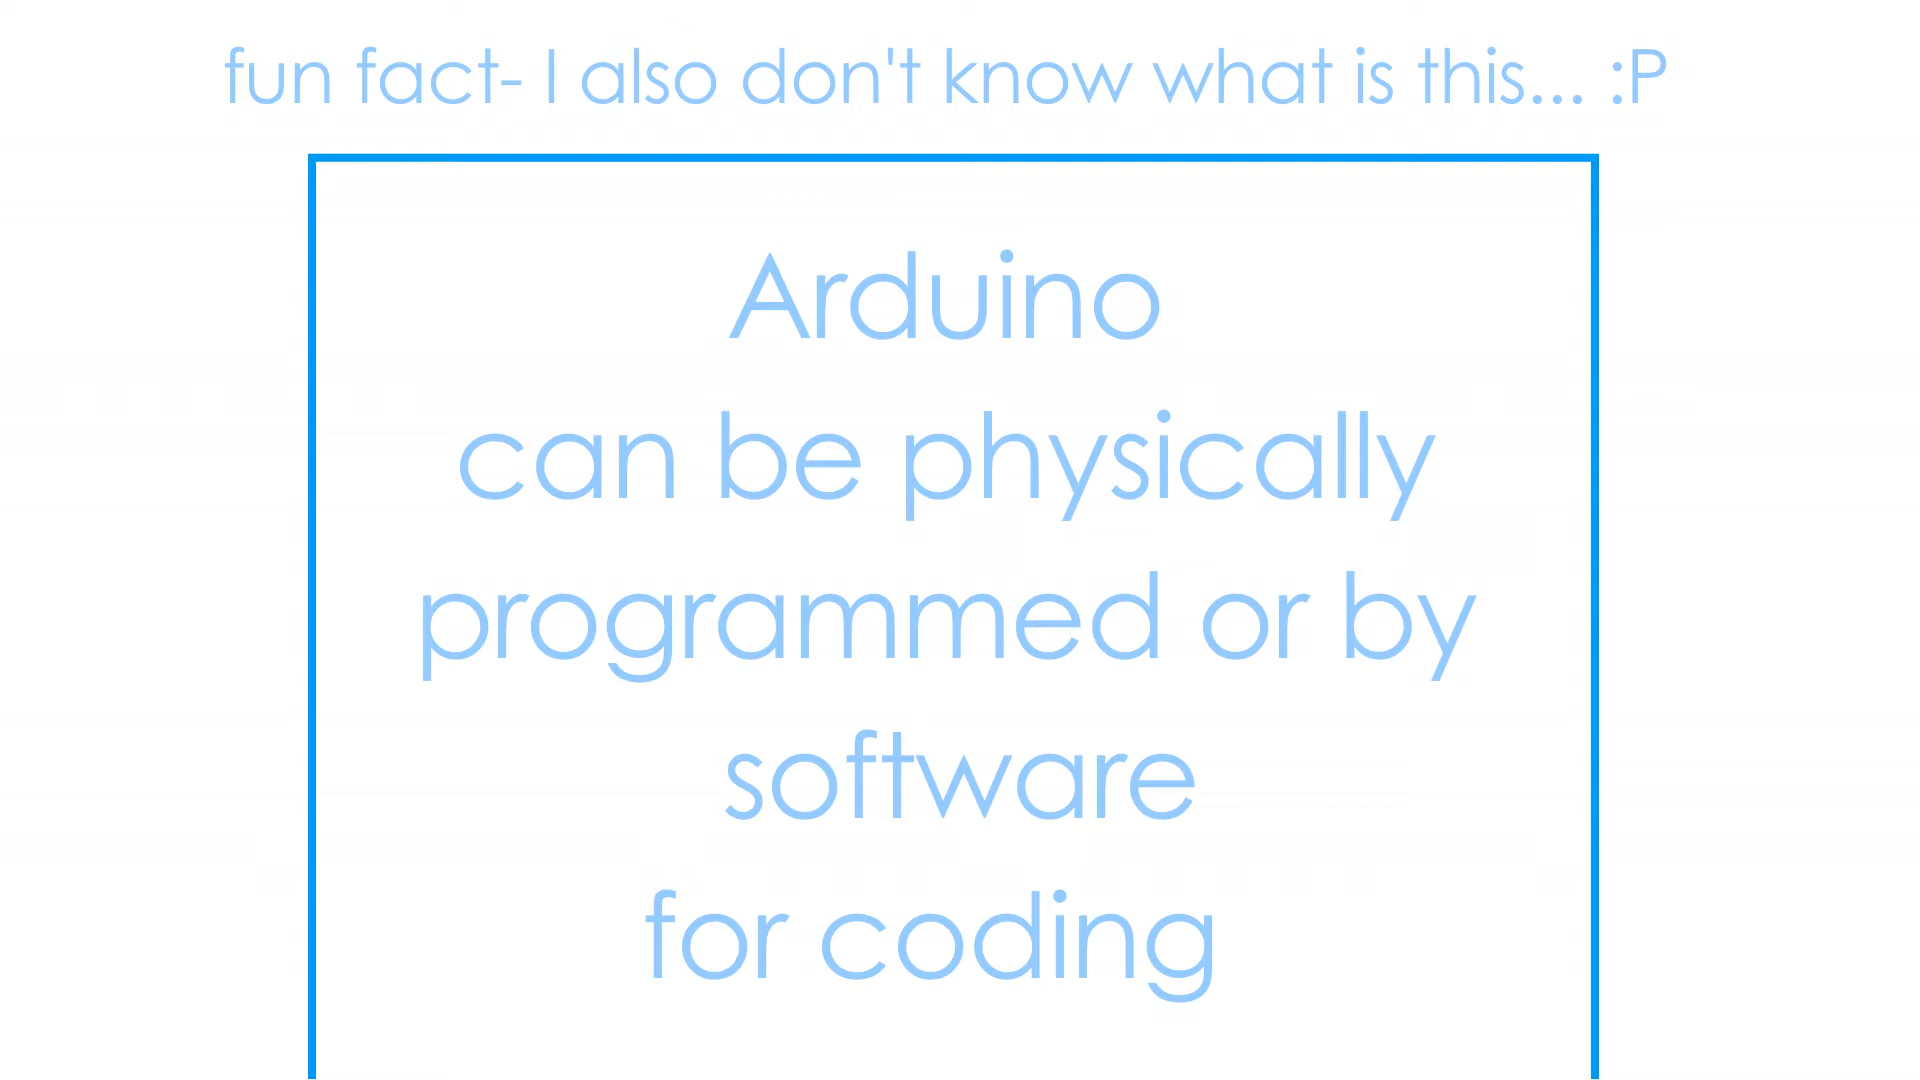 fun fact- I also don't know what is this... :P
Arduino
can be physically
programmed or by
software
for coding